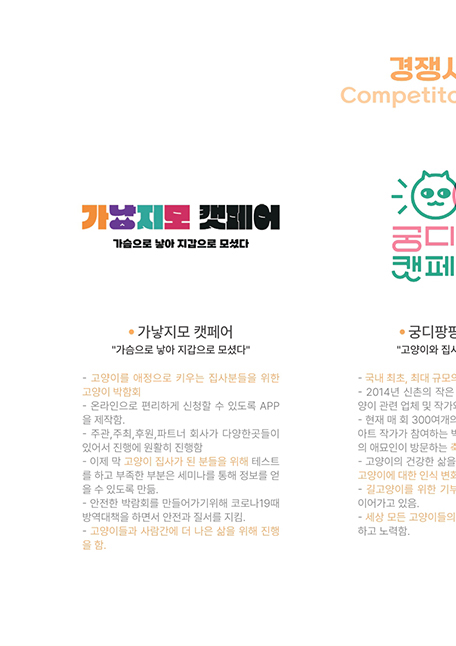 경쟁사
Competito
가낳지모 캣페어
가슴으로 낳아 지갑으로 모셨다
궁디
캣페
• 가낳지모 캣페어
"가슴으로 낳아 지갑으로 모셨다"
- 고양이를 애정으로 키우는 집사분들을 위한
고양이 박람회
- 온라인으로 편리하게 신청할 수 있도록 APP
을 제작함.
- 주관,주최,후원,파트너 회사가 다양한곳들이
있어서 진행에 원활히 진행함
- 이제 막 고양이 집사가 된 분들을 위해 테스트
를 하고 부족한 부분은 세미나를 통해 정보를 얻
을 수 있도록 만듦.
- 안전한 박람회를 만들어가기위해 코로나19때
방역대책을 하면서 안전과 질서를 지킴.
- 고양이들과 사람간에 더 나은 삶을 위해 진행
을 함.
• 궁디팡팡
"고양이와 집사
- 국내 최초, 최대 규모의
- 2014년 신촌의 작은
양이 관련 업체 및 작가와
- 현재 매 회 300여개의
아트 작가가 참여하는 박
의 애묘인이 방문하는
- 고양이의 건강한 삶을
고양이에 대한 인식 변화
- 길고양이를 위한 기부
이어가고 있음.
- 세상 모든 고양이들의
하고 노력함.